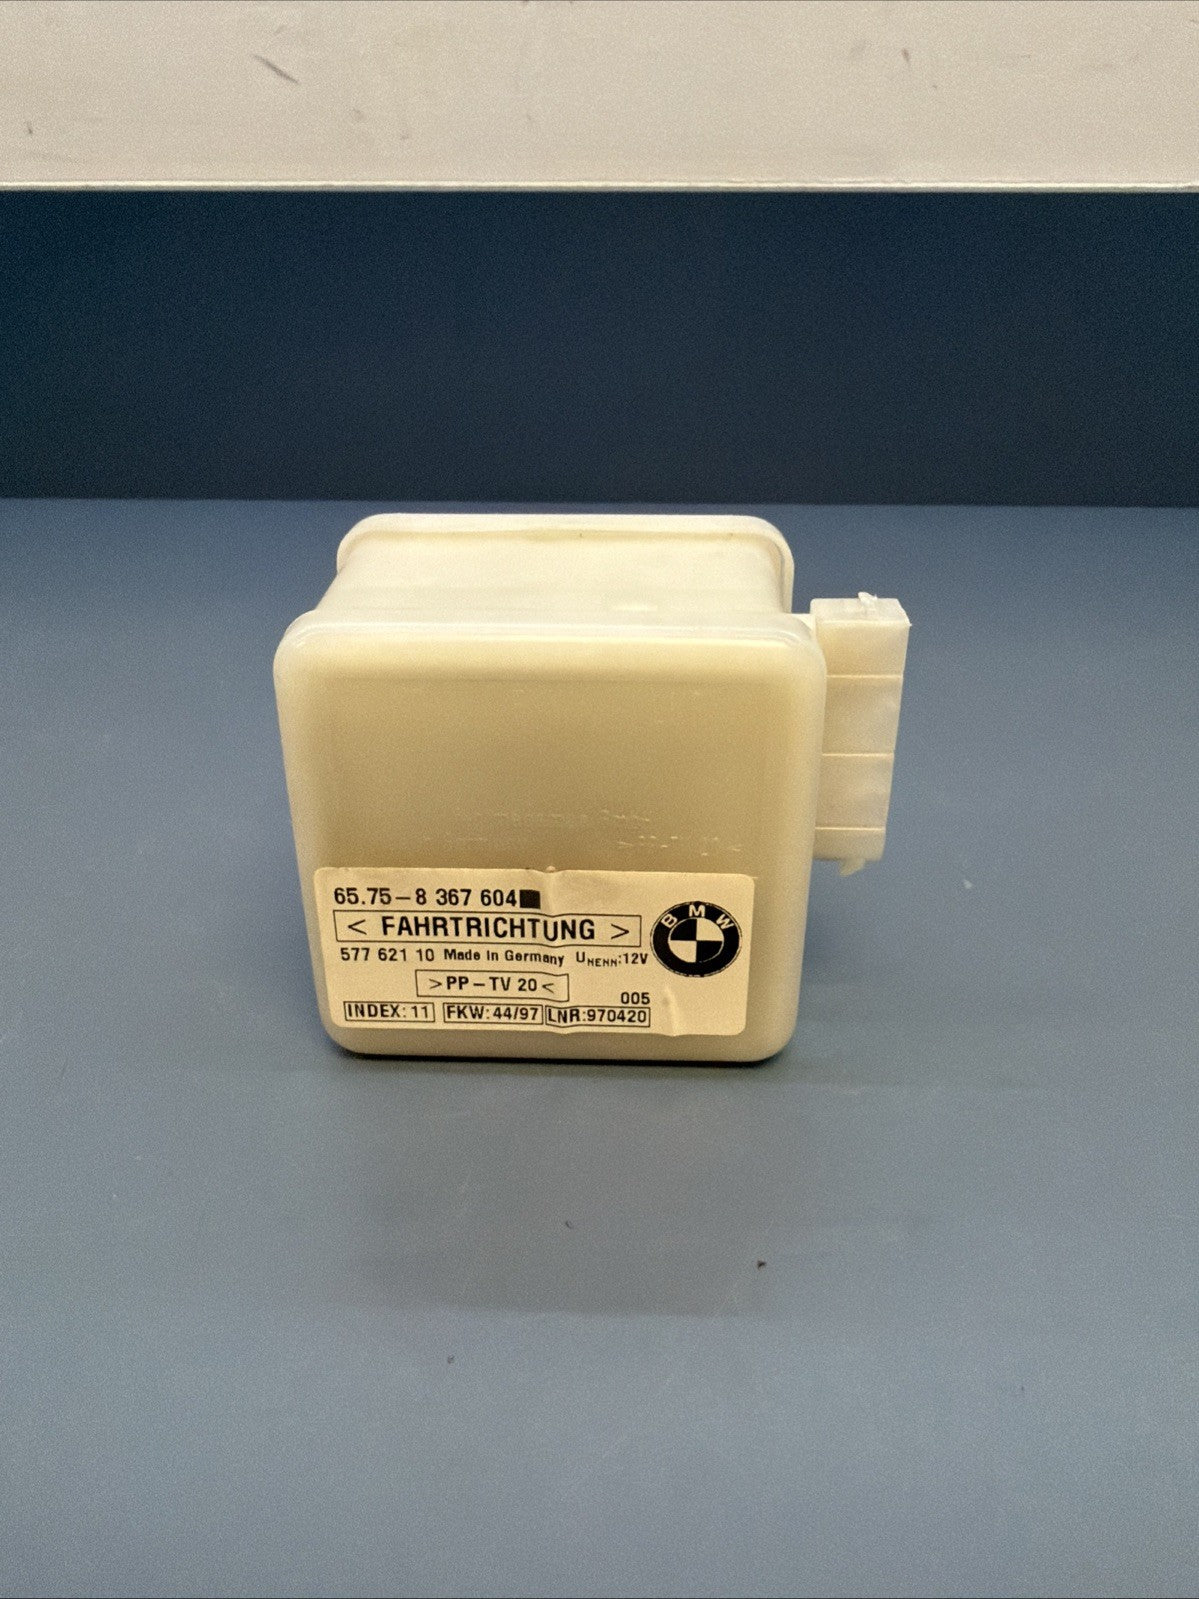 65.75-8 367 604■
< FAHRTRICHTUNG >
BMW
577 621 10 Made in Germany UNENN:12V
>PP-TV 20<
005
INDEX: 11 FKW: 44/97 LNR:970420